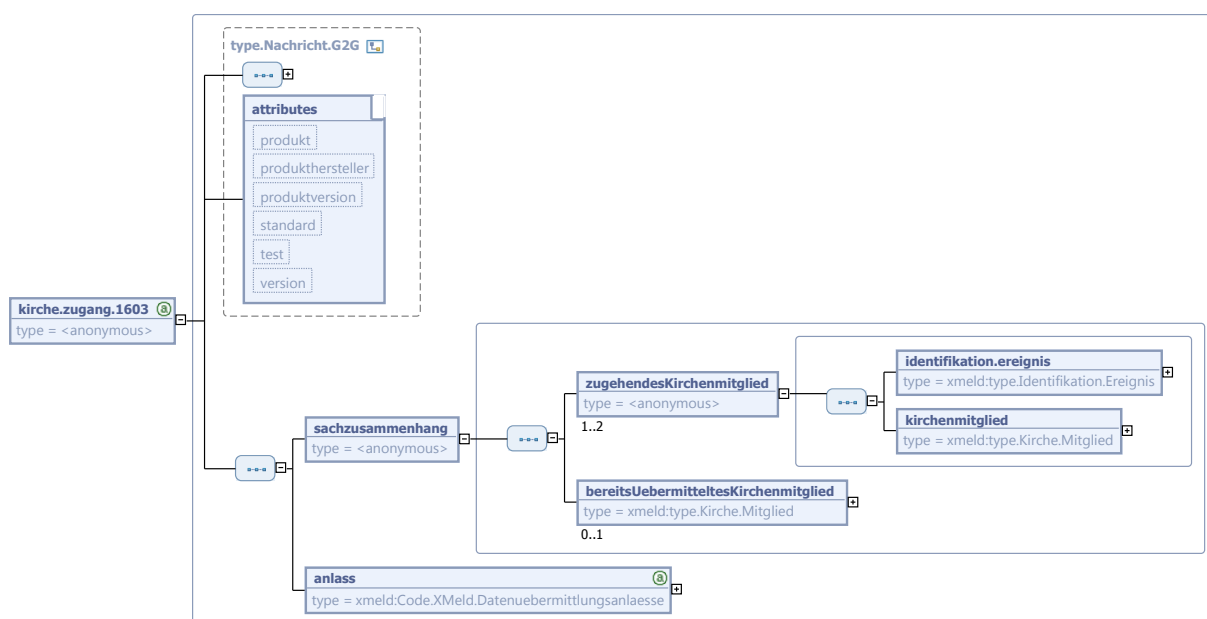 type.Nachricht.G2G
attributes
produkt
produkthersteller
produktversion
standard
test
version
kirche.zugang.1603 a
type = <anonymous>
identifikation.ereignis
type = xmeld:type.Identifikation.Ereignis
zugehendesKirchenmitglied
type = <anonymous>
1..2
kirchenmitglied
type = xmeld:type.Kirche.Mitglied
sachzusammenhang
type = <anonymous>
bereitsUebermitteltesKirchenmitglied
type = xmeld:type.Kirche.Mitglied
0..1
anlass a
type = xmeld:Code.XMeld.Datenuebermittlungsanlaesse